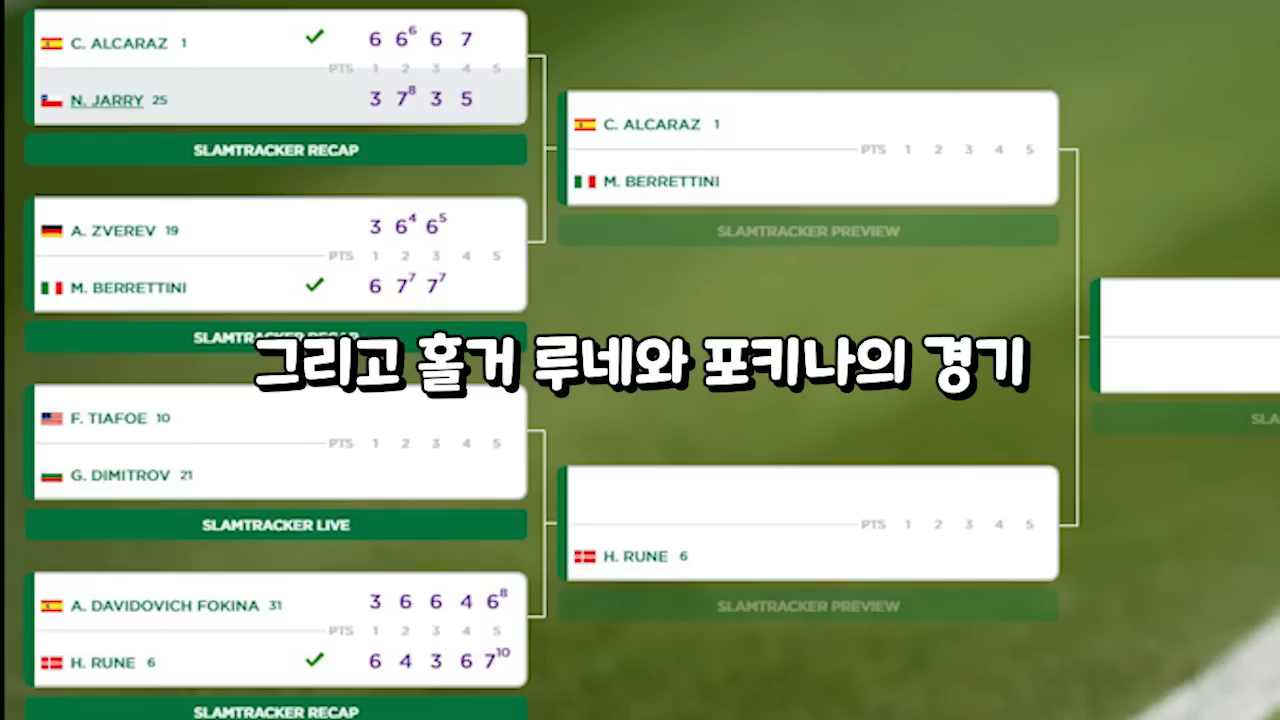 C. ALCARAZ 1 6 6⁶ 6 7
PTS 1 2 3 4 5
N. JARRY 25 3 7⁸ 3 5
SLAMTRACKER RECAP
A. ZVEREV 19 3 6⁴ 6⁵
PTS 1 2 3 4 5
M. BERRETTINI 6 7⁷ 7⁷
SLAMTRACKER RECAP
그리고 홀거 루네와 포키나의 경기
F. TIAFOE 10
PTS 1 2 3 4 5
G. DIMITROV 21
SLAMTRACKER LIVE
A. DAVIDOVICH FOKINA 31 3 6 6 4 6⁸
PTS 1 2 3 4 5
H. RUNE 6 6 4 3 6 7¹⁰
SLAMTRACKER RECAP
C. ALCARAZ 1
PTS 1 2 3 4 5
M. BERRETTINI
SLAMTRACKER PREVIEW
PTS 1 2 3 4 5
H. RUNE 6
SLAMTRACKER PREVIEW